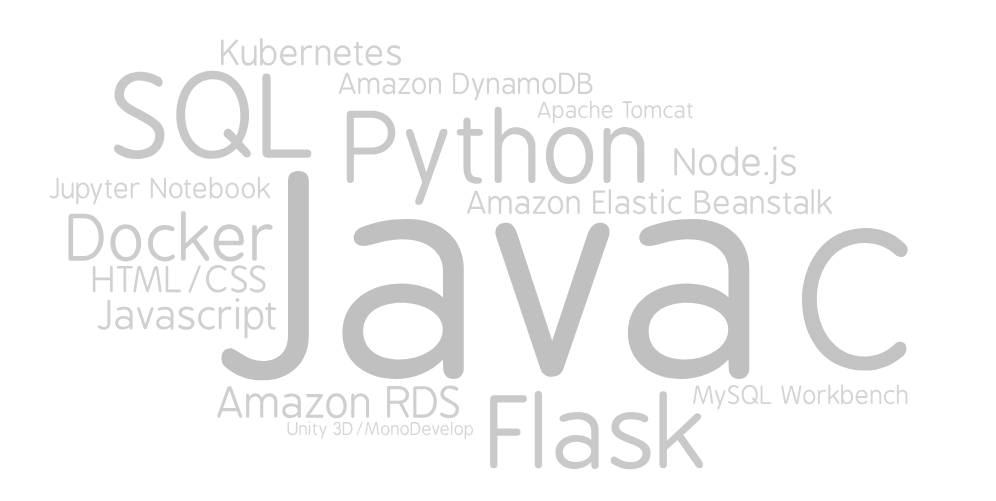 Kubernetes
SQL
Amazon DynamoDB
Apache Tomcat
Python
Node.js
Jupyter Notebook
Amazon Elastic Beanstalk
Docker
Java
C
HTML/CSS
Javascript
Amazon RDS
MySQL Workbench
Unity 3D/MonoDevelop
Flask